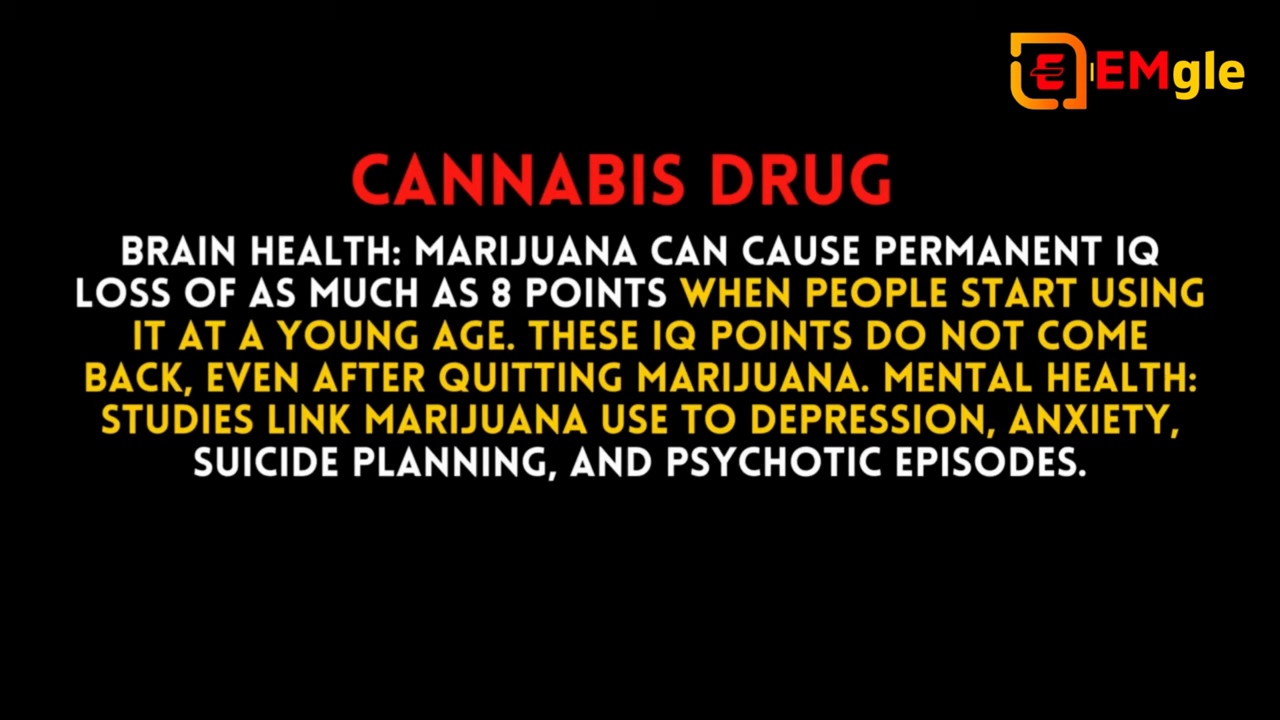 EMgle
CANNABIS DRUG
BRAIN HEALTH: MARIJUANA CAN CAUSE PERMANENT IQ
LOSS OF AS MUCH AS 8 POINTS WHEN PEOPLE START USING
IT AT A YOUNG AGE. THESE IQ POINTS DO NOT COME
BACK, EVEN AFTER QUITTING MARIJUANA. MENTAL HEALTH:
STUDIES LINK MARIJUANA USE TO DEPRESSION, ANXIETY,
SUICIDE PLANNING, AND PSYCHOTIC EPISODES.